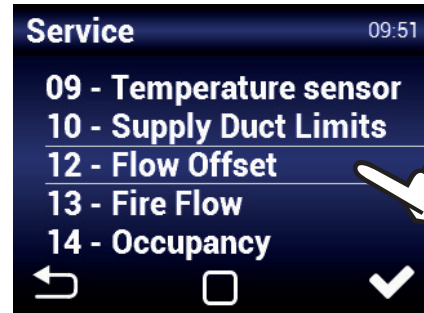 Service 09:51
09 - Temperature sensor
10 - Supply Duct Limits
12 - Flow Offset
13 - Fire Flow
14 - Occupancy